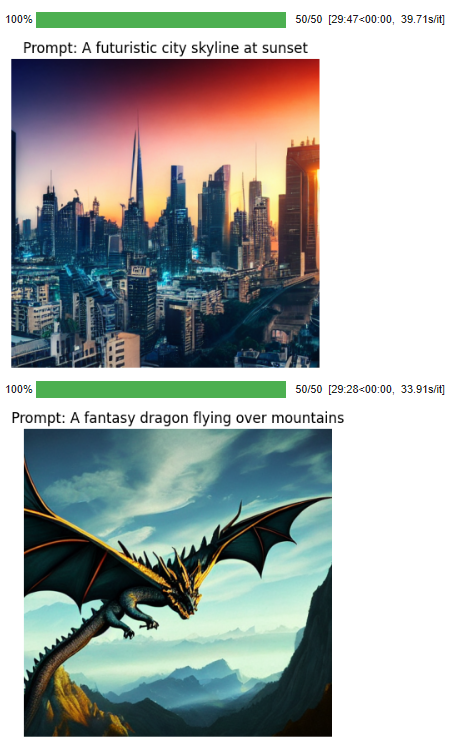 100% 50/50 [29:47<00:00, 39.71s/it]
Prompt: A futuristic city skyline at sunset
100% 50/50 [29:28<00:00, 33.91s/it]
Prompt: A fantasy dragon flying over mountains